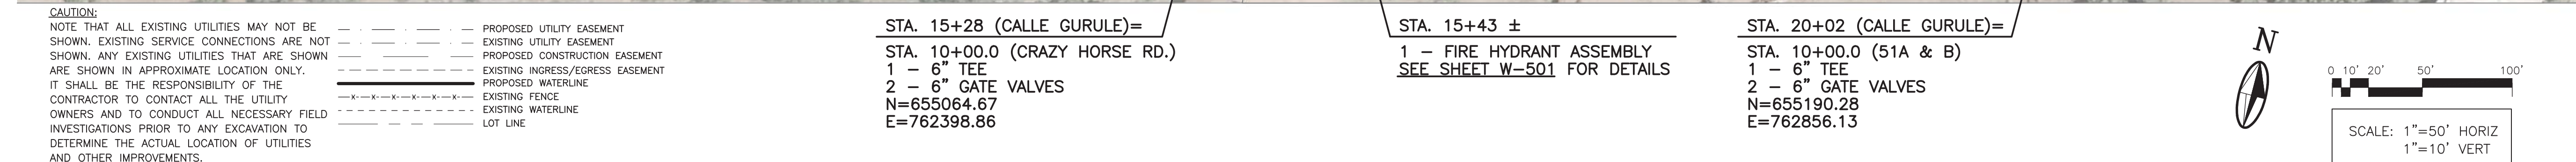 CAUTION:
NOTE THAT ALL EXISTING UTILITIES MAY NOT BE
SHOWN. EXISTING SERVICE CONNECTIONS ARE NOT
SHOWN. ANY EXISTING UTILITIES THAT ARE SHOWN
ARE SHOWN IN APPROXIMATE LOCATION ONLY.
IT SHALL BE THE RESPONSIBILITY OF THE
CONTRACTOR TO CONTACT ALL THE UTILITY
OWNERS AND TO CONDUCT ALL NECESSARY FIELD
INVESTIGATIONS PRIOR TO ANY EXCAVATION TO
DETERMINE THE ACTUAL LOCATION OF UTILITIES
AND OTHER IMPROVEMENTS.
PROPOSED UTILITY EASEMENT
EXISTING UTILITY EASEMENT
PROPOSED CONSTRUCTION EASEMENT
EXISTING INGRESS/EGRESS EASEMENT
PROPOSED WATERLINE
-x-x-x-x-x-x- EXISTING FENCE
EXISTING WATERLINE
LOT LINE
STA. 15+28 (CALLE GURULE)=
STA. 10+00.0 (CRAZY HORSE RD.)
1 - 6" TEE
2 - 6" GATE VALVES
N=655064.67
E=762398.86
STA. 15+43 ±
1 - FIRE HYDRANT ASSEMBLY
SEE SHEET W-501 FOR DETAILS
STA. 20+02 (CALLE GURULE)=
STA. 10+00.0 (51A & B)
1 - 6" TEE
2 - 6" GATE VALVES
N=655190.28
E=762856.13
N
0 10' 20' 50' 100'
SCALE: 1"=50' HORIZ
1"=10' VERT